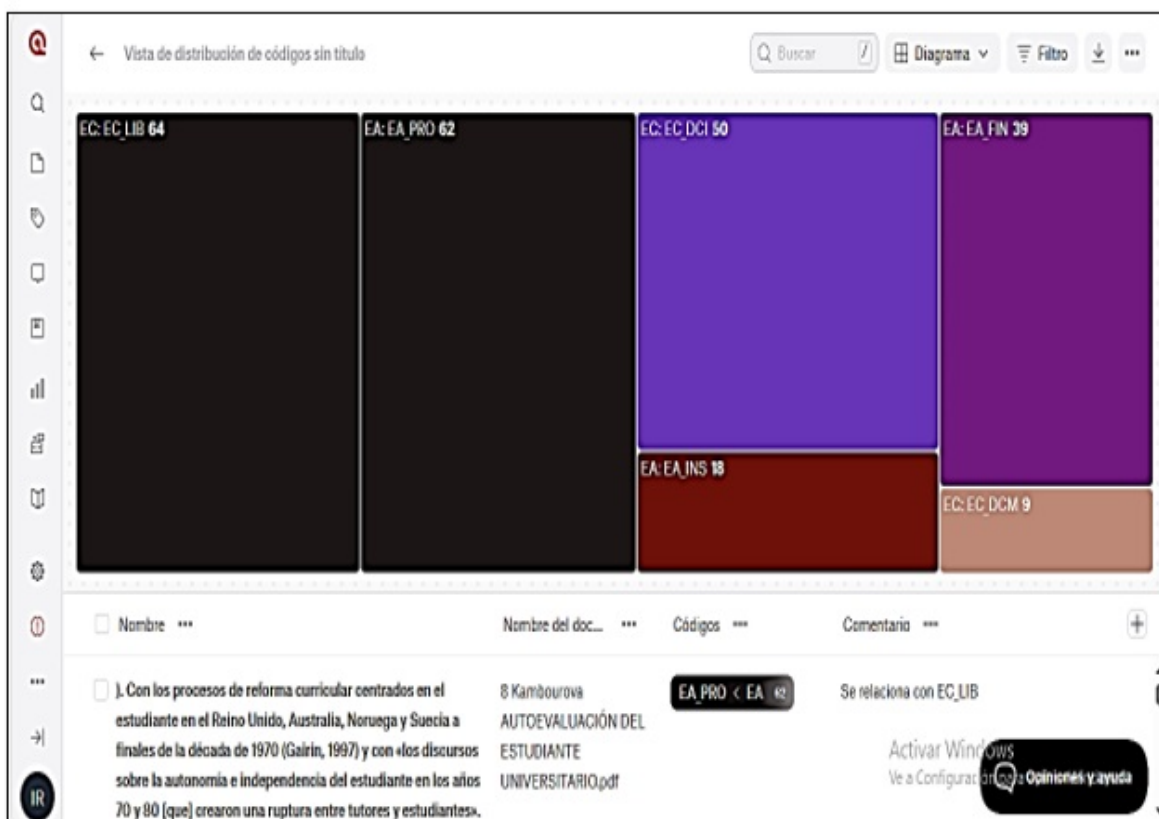 Vista de distribución de códigos sin título
Buscar /
Diagrama
Filtro
EC: EC_LIB 64
EA: EA_PRO 62
EC: EC_DCI 50
EA: EA_FIN 39
EA: EA_INS 18
EC: EC_DCM 9
Nombre
Nombre del doc...
Códigos
Comentario
). Con los procesos de reforma curricular centrados en el
estudiante en el Reino Unido, Australia, Noruega y Suecia a
finales de la década de 1970 (Gairin, 1997) y con «los discursos
sobre la autonomía e independencia del estudiante en los años
70 y 80 [que] crearon una ruptura entre tutores y estudiantes».
8 Kambourova
AUTOEVALUACIÓN DEL
ESTUDIANTE
UNIVERSITARIO.pdf
EA_PRO < EA 62
Se relaciona con EC_LIB
Activar Windows
Ve a Configurac
Opiniones y ayuda
IR